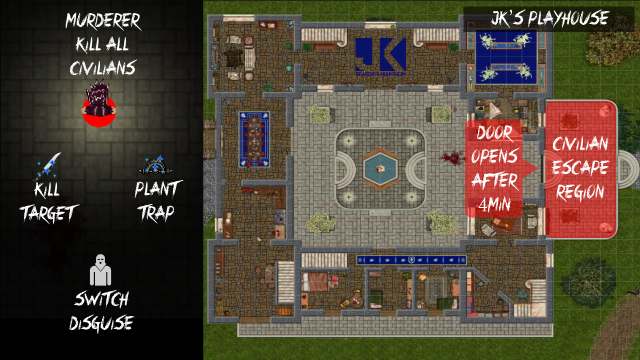 MURDERER
KILL ALL
CIVILIANS
KILL
TARGET
PLANT
TRAP
SWITCH
DISGUISE
JK'S PLAYHOUSE
JK
DOOR
OPENS
AFTER
4MIN
CIVILIAN
ESCAPE
REGION